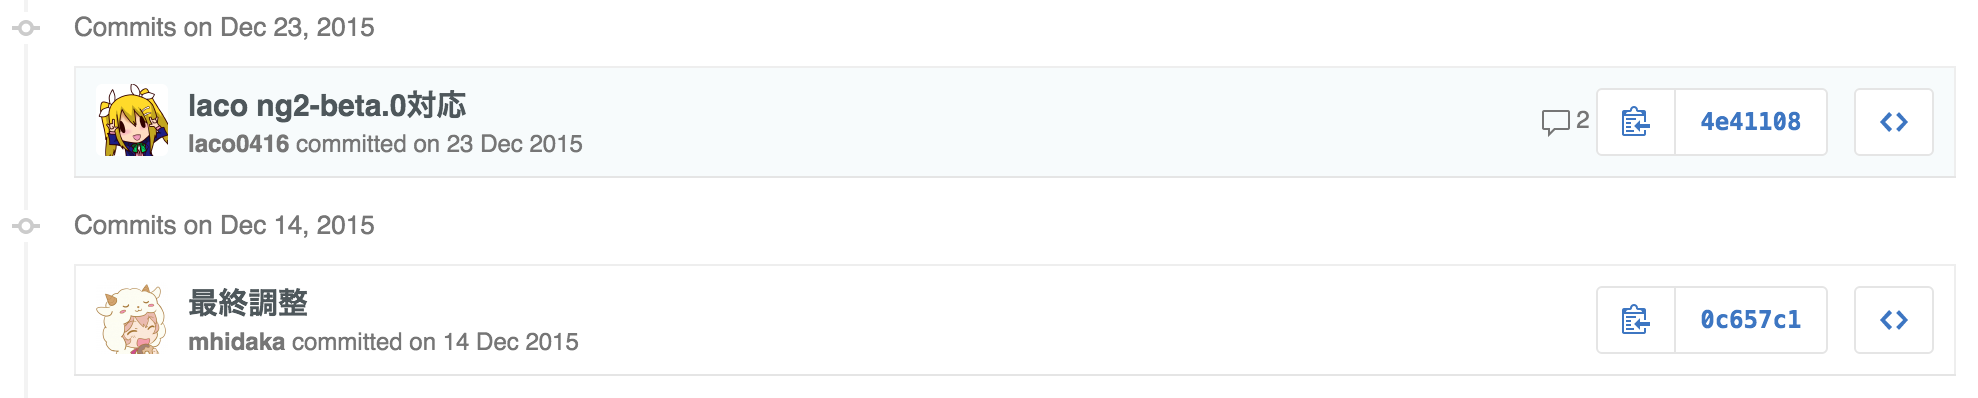 Commits on Dec 23, 2015
laco ng2-beta.0対応
laco0416 committed on 23 Dec 2015
2
4e41108
Commits on Dec 14, 2015
最終調整
mhidaka committed on 14 Dec 2015
0c657c1